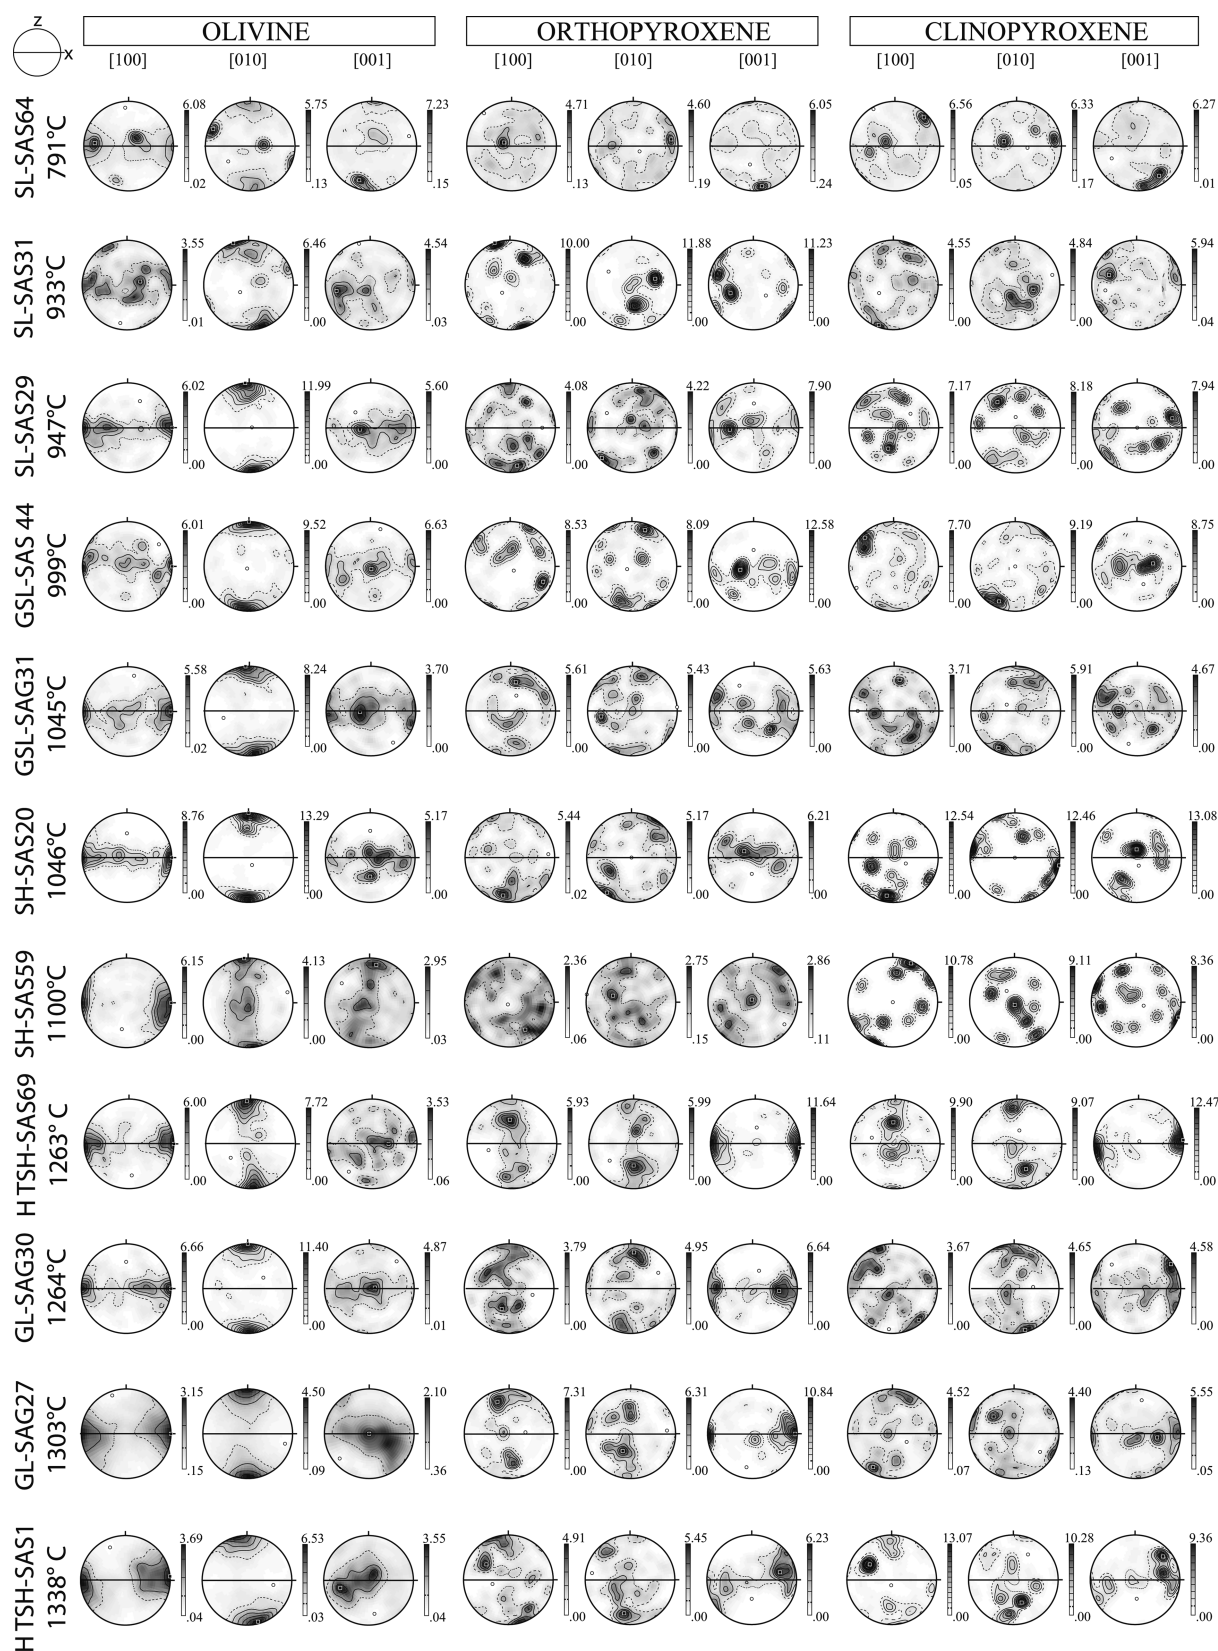 z
x
OLIVINE ORTHOPYROXENE CLINOPYROXENE
[100] [010] [001] [100] [010] [001] [100] [010] [001]
SL-SAS64
791°C
6.08 5.75 7.23 4.71 4.60 6.05 6.56 6.33 6.27
.02 .13 .15 .13 .19 .24 .05 .17 .01
SL-SAS31
933°C
3.55 6.46 4.54 10.00 11.88 11.23 4.55 4.84 5.94
.01 .00 .03 .00 .00 .00 .00 .00 .04
SL-SAS29
947°C
6.02 11.99 5.60 4.08 4.22 7.90 7.17 8.18 7.94
.00 .00 .00 .00 .00 .00 .00 .00 .00
GSL-SAS 44
999°C
6.01 9.52 6.63 8.53 8.09 12.58 7.70 9.19 8.75
.00 .00 .00 .00 .00 .00 .00 .00 .00
GSL-SAG31
1045°C
5.58 8.24 3.70 5.61 5.43 5.63 3.71 5.91 4.67
.02 .00 .00 .00 .00 .00 .00 .00 .00
SH-SAS20
1046°C
8.76 13.29 5.17 5.44 5.17 6.21 12.54 12.46 13.08
.00 .00 .00 .02 .00 .00 .00 .00 .00
SH-SAS59
1100°C
6.15 4.13 2.95 2.36 2.75 2.86 10.78 9.11 8.36
.00 .00 .03 .06 .15 .11 .00 .00 .00
HTSH-SAS69
1263° C
6.00 7.72 3.53 5.93 5.99 11.64 9.90 9.07 12.47
.00 .00 .06 .00 .00 .00 .00 .00 .00
GL-SAG30
1264°C
6.66 11.40 4.87 3.79 4.95 6.64 3.67 4.65 4.58
.00 .00 .01 .00 .00 .00 .00 .00 .00
GL-SAG27
1303°C
3.15 4.50 2.10 7.31 6.31 10.84 4.52 4.40 5.55
.15 .09 .36 .00 .00 .00 .07 .13 .05
HTSH-SAS1
1338° C
3.69 6.53 3.55 4.91 5.45 6.23 13.07 10.28 9.36
.04 .03 .04 .00 .00 .00 .00 .00 .00